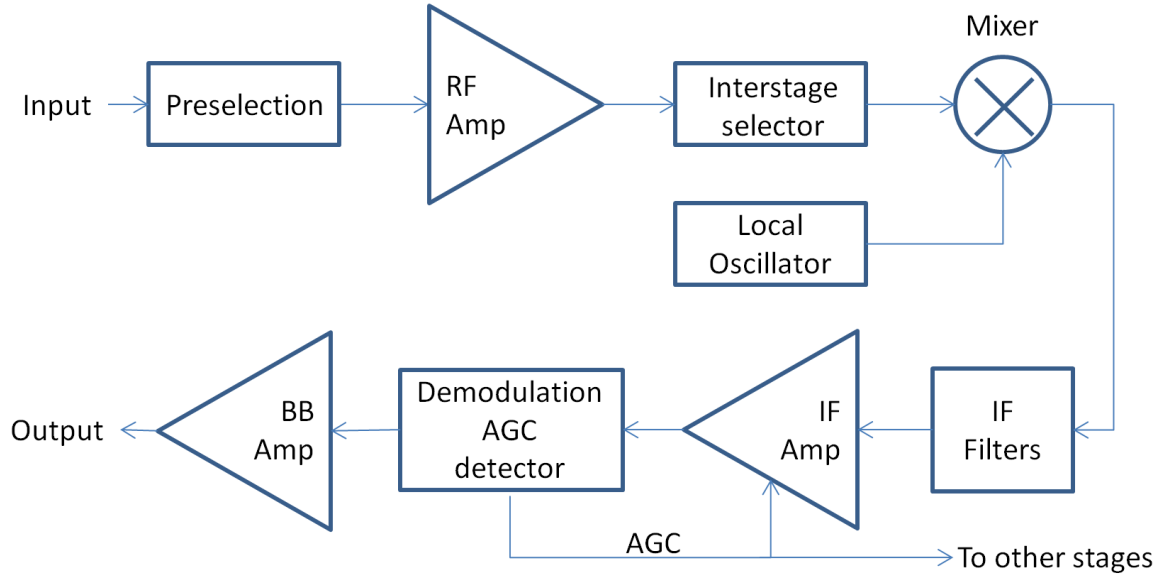 Mixer
Input
Preselection
RF
Amp
Interstage
selector
Local
Oscillator
Output
BB
Amp
Demodulation
AGC
detector
IF
Amp
IF
Filters
AGC
To other stages